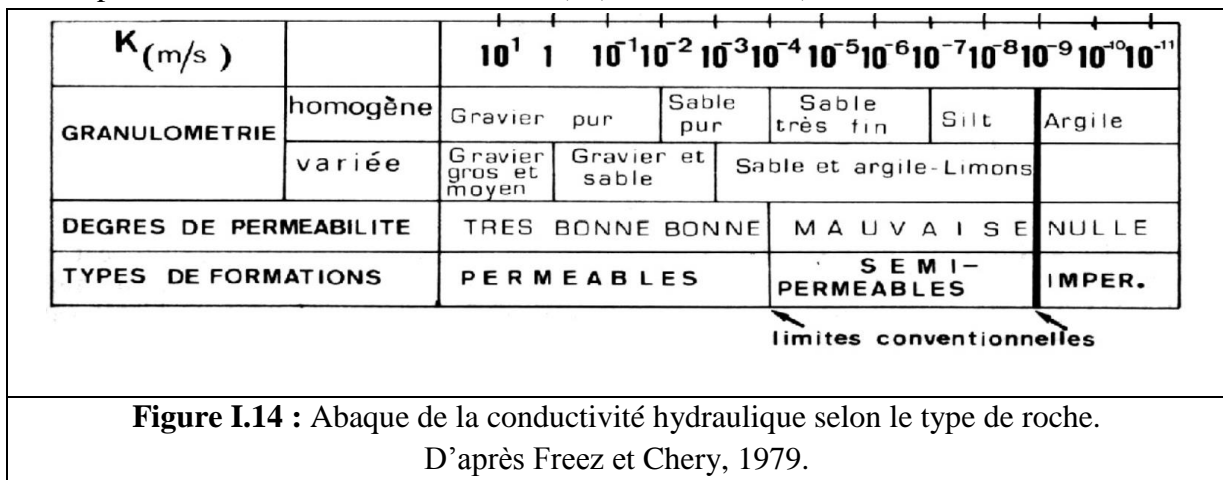 K(m/s) 10¹ 1 10⁻¹ 10⁻² 10⁻³ 10⁻⁴ 10⁻⁵ 10⁻⁶ 10⁻⁷ 10⁻⁸ 10⁻⁹ 10⁻¹⁰ 10⁻¹¹
GRANULOMETRIE
homogène
Gravier pur
Sable
pur
Sable
très fin
Silt
Argile
variée
Gravier
gros et
moyen
Gravier et
sable
Sable et argile-Limons
DEGRES DE PERMEABILITE
TRES BONNE BONNE
MAUVAISE
NULLE
TYPES DE FORMATIONS
PERMEABLES
SEMI-
PERMEABLES
IMPER.
limites conventionnelles
Figure I.14 : Abaque de la conductivité hydraulique selon le type de roche.
D’après Freez et Chery, 1979.